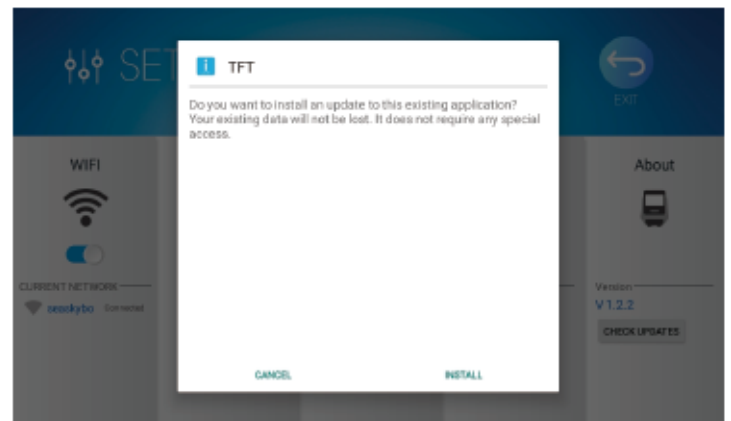 SET
TFT
EXIT
Do you want to install an update to this existing application?
Your existing data will not be lost. It does not require any special
access.
WIFI
About
CURRENT NETWORK
Connected
Version
V 1.2.2
CHECK UPDATES
CANCEL
INSTALL